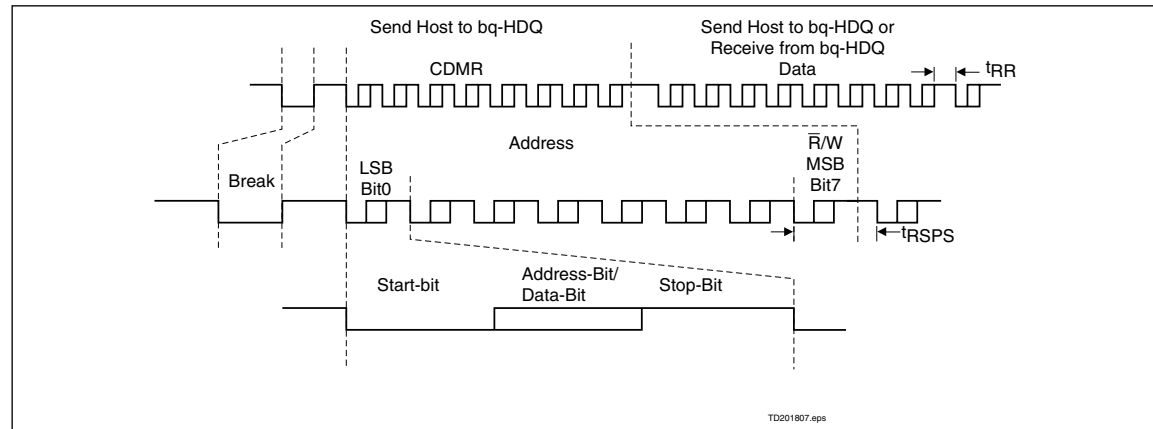 Send Host to bq-HDQ
Send Host to bq-HDQ or
Receive from bq-HDQ
CDMR
Data
tRR
Address
R̅/W
MSB
Bit7
LSB
Bit0
Break
tRSPS
Start-bit
Address-Bit/
Data-Bit
Stop-Bit
TD201807.eps